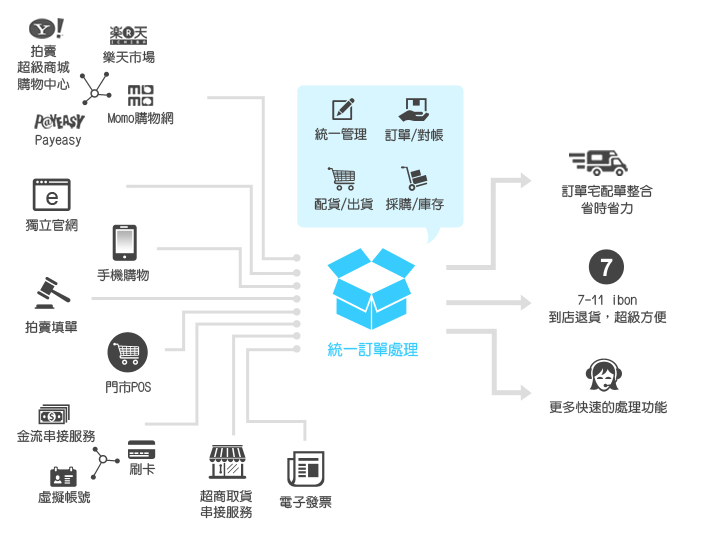 Y!
拍賣
超級商城
購物中心
楽R天
樂天市場
momo
Momo購物網
P@YEASY
Payeasy
e
獨立官網
手機購物
拍賣填單
門市POS
$
金流串接服務
刷卡
虛擬帳號
超商取貨
串接服務
電子發票
統一管理
訂單/對帳
配貨/出貨
採購/庫存
統一訂單處理
訂單宅配單整合
省時省力
7
7-11 ibon
到店退貨，超級方便
更多快速的處理功能